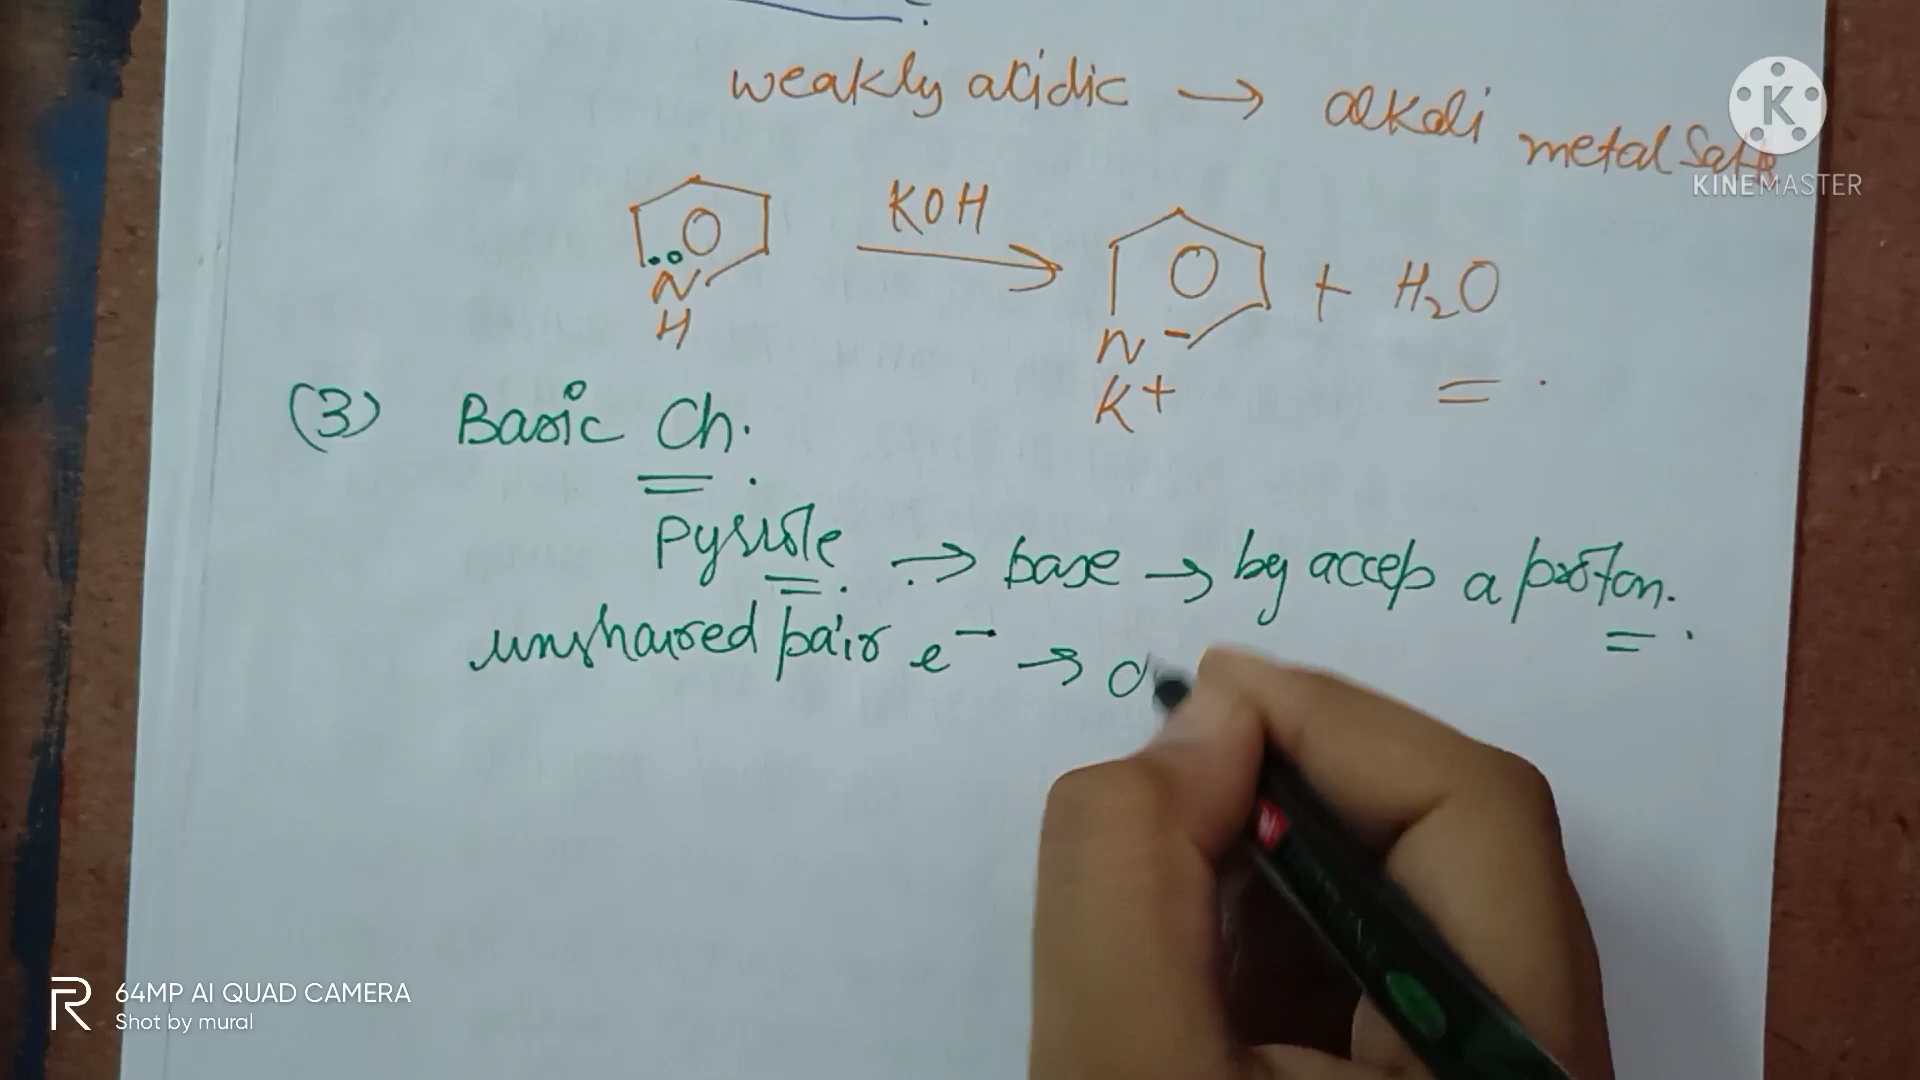 weakly acidic → alkali metal Salt
KINEMASTER
KOH
N
H
N -
K+
+ H2O
(3) Basic Ch.
Pyrrole → base → by accep a proton.
unshaired pair e⁻ →
64MP AI QUAD CAMERA
Shot by mural